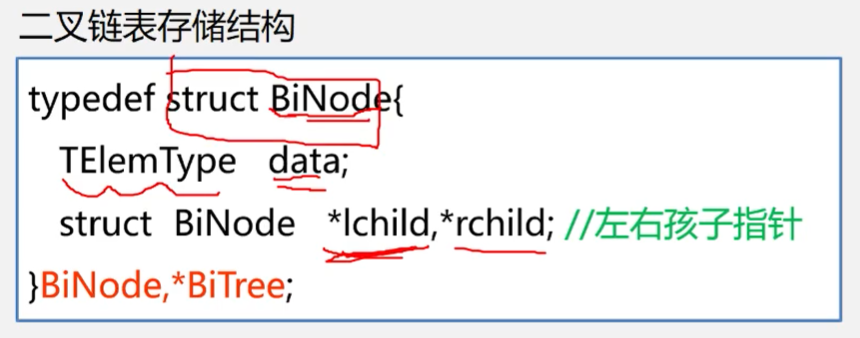 二叉链表存储结构
typedef struct BiNode{
TElemType data;
struct BiNode *lchild,*rchild; //左右孩子指针
}BiNode,*BiTree;